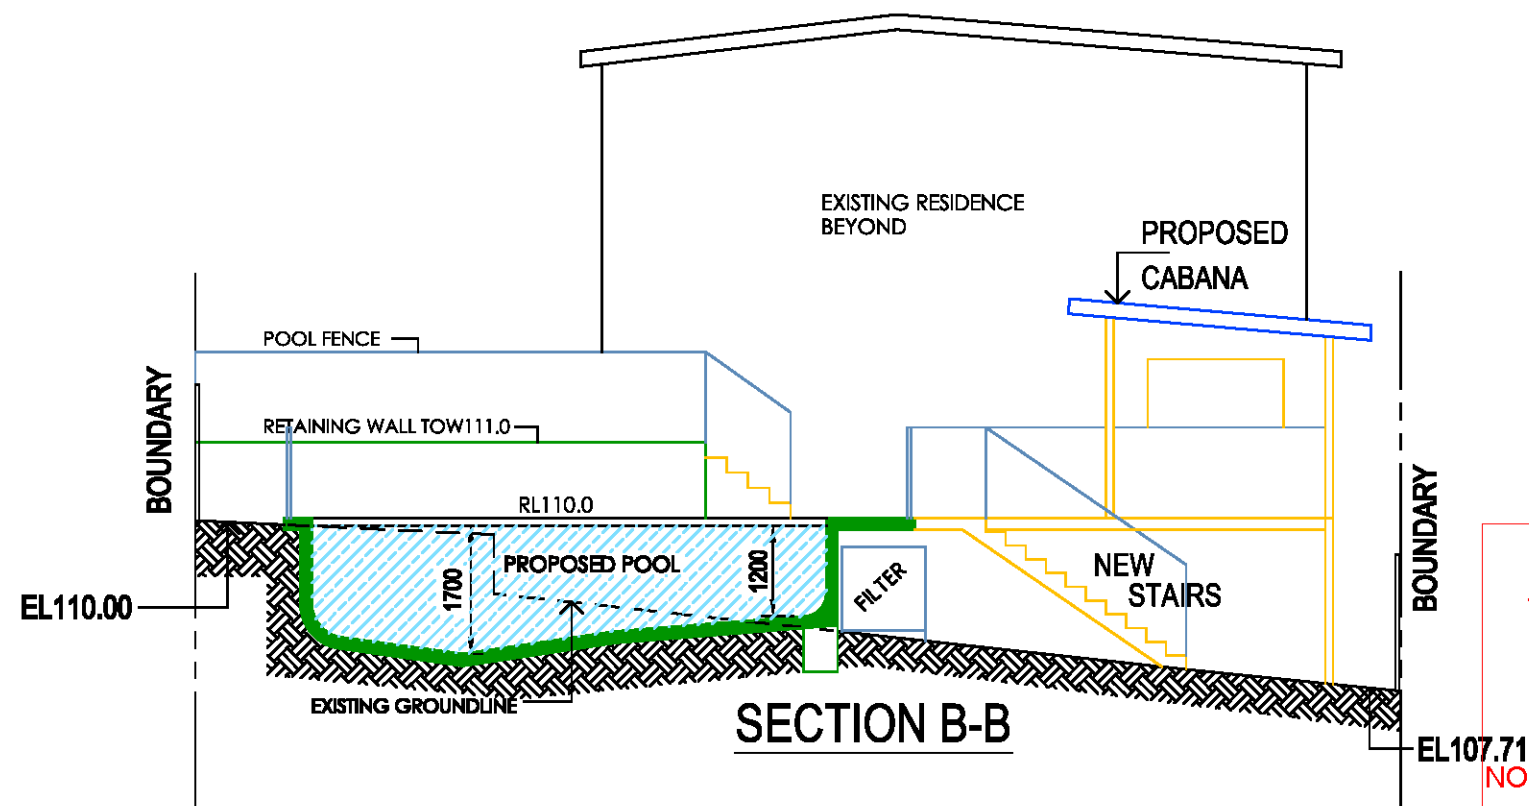 EXISTING RESIDENCE
BEYOND
PROPOSED
CABANA
POOL FENCE
BOUNDARY
RETAINING WALL TOW111.0
RL110.0
PROPOSED POOL
1700
1200
FILTER
NEW
STAIRS
BOUNDARY
EL110.00
EXISTING GROUNDLINE
SECTION B-B
EL107.71
NO